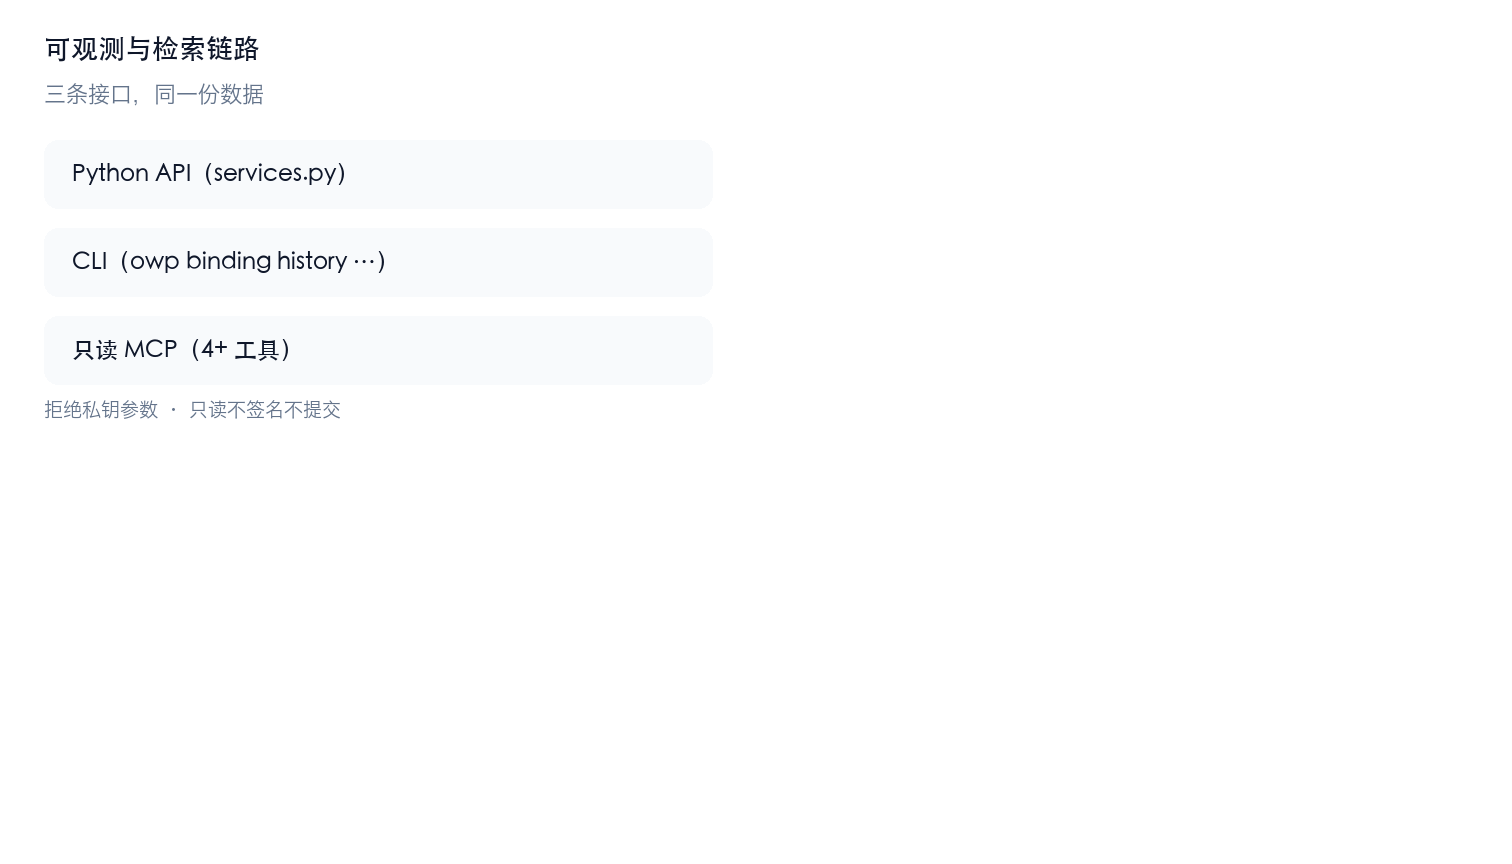 可观测与检索链路
三条接口，同一份数据
Python API（services.py）
CLI（owp binding history …）
只读 MCP（4+ 工具）
拒绝私钥参数 · 只读不签名不提交